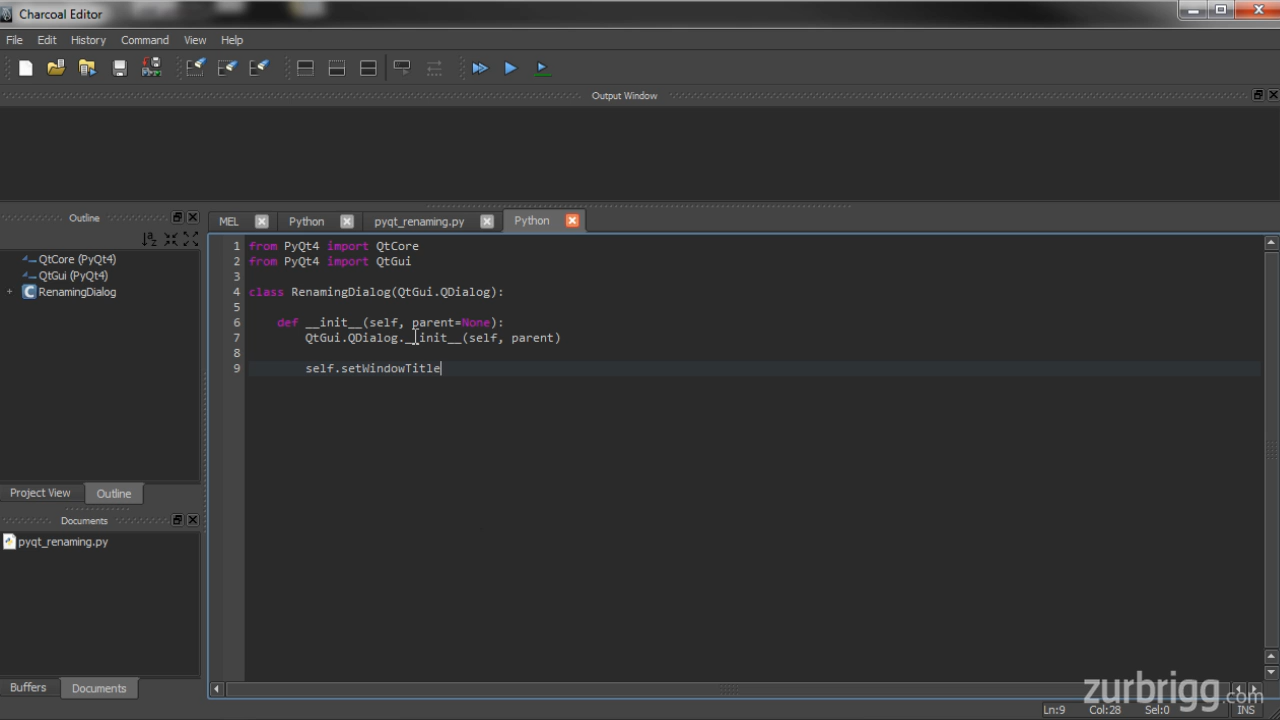 Charcoal Editor
File Edit History Command View Help
Output Window
Outline
MEL Python pyqt_renaming.py Python
QtCore (PyQt4)
QtGui (PyQt4)
RenamingDialog
1 from PyQt4 import QtCore
2 from PyQt4 import QtGui
3
4 class RenamingDialog(QtGui.QDialog):
5
6 def __init__(self, parent=None):
7 QtGui.QDialog.__init__(self, parent)
8
9 self.setWindowTitle
Project View Outline
Documents
pyqt_renaming.py
Buffers Documents
zurbrigg.com
Ln:9 Col:28 Sel:0 INS